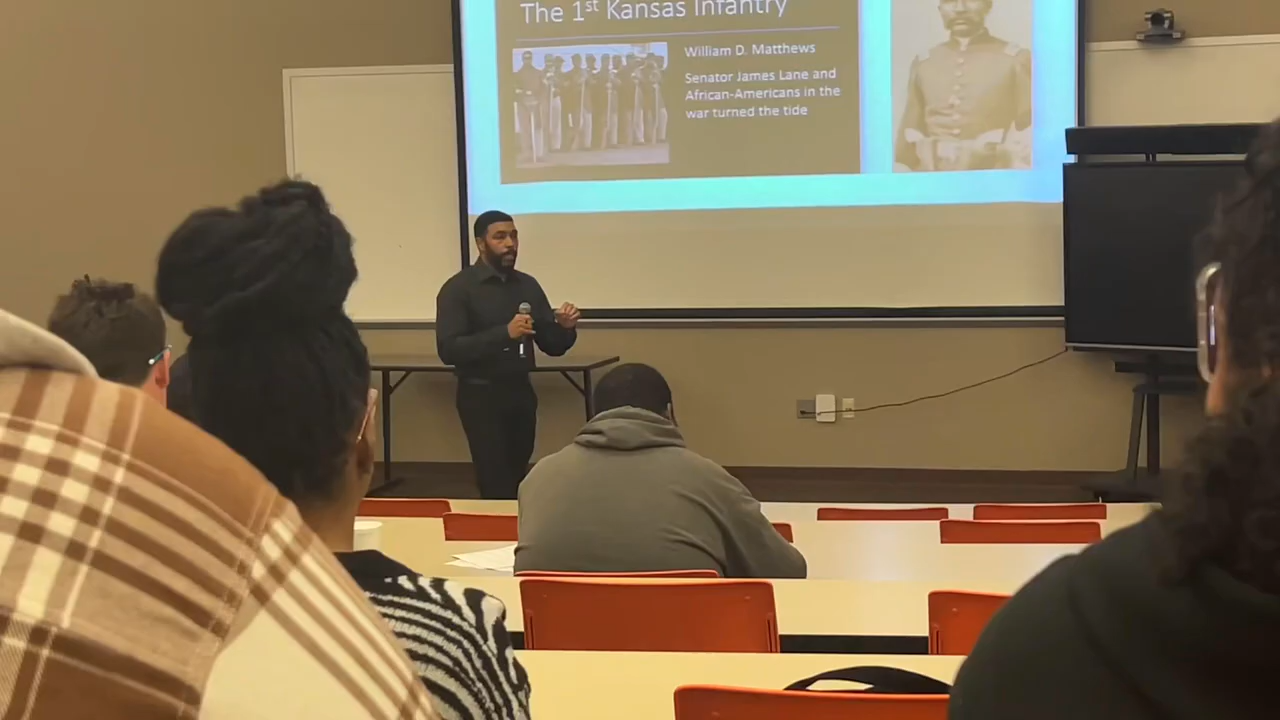 The 1st Kansas Infantry
William D. Matthews
Senator James Lane and
African-Americans in the
war turned the tide